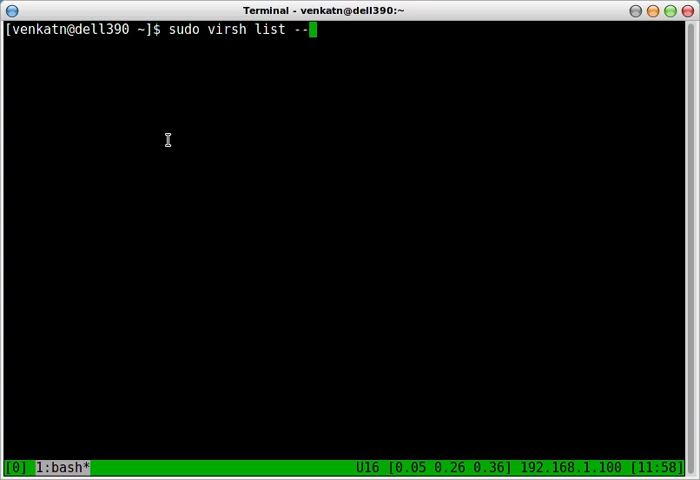 Terminal - venkatn@dell390:~
[venkatn@dell390 ~]$ sudo virsh list --
[0] 1:bash* U16 [0.05 0.26 0.36] 192.168.1.100 [11:58]